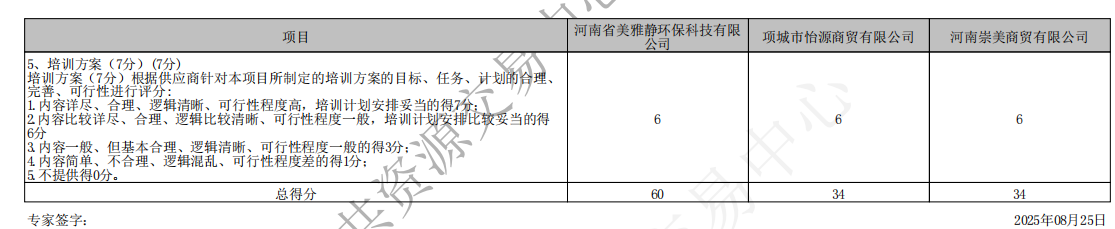 项目
河南省美雅静环保科技有限
公司
项城市怡源商贸有限公司
河南崇美商贸有限公司
5、培训方案（7分）(7分)
培训方案（7分）根据供应商针对本项目所制定的培训方案的目标、任务、计划的合理、
完善、可行性进行评分:
1.内容详尽、合理、逻辑清晰、可行性程度高，培训计划安排妥当的得7分;
2.内容比较详尽、合理、逻辑比较清晰、可行性程度一般，培训计划安排比较妥当的得
6分
3.内容一般、但基本合理、逻辑清晰、可行性程度一般的得3分;
4.内容简单、不合理、逻辑混乱、可行性程度差的得1分;
5.不提供得0分。
6
6
6
总得分
60
34
34
专家签字:
2025年08月25日
共资源交易中心
易中心